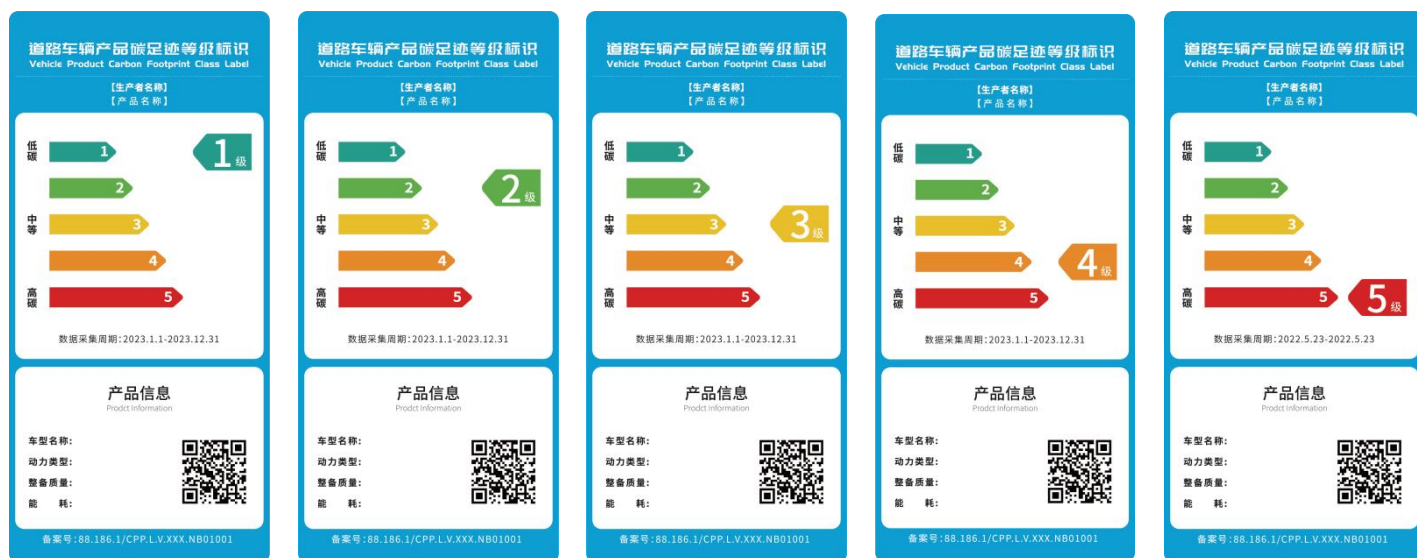 道路车辆产品碳足迹等级标识
Vehicle Product Carbon Footprint Class Label
【生产者名称】
【产品名称】
低碳
1
1级
2
中等
3
4
高碳
5
数据采集周期:2023.1.1-2023.12.31
产品信息
Prodct Information
车型名称:
动力类型:
整备质量:
能 耗:
备案号:88.186.1/CPP.L.V.XXX.NB01001
道路车辆产品碳足迹等级标识
Vehicle Product Carbon Footprint Class Label
【生产者名称】
【产品名称】
低碳
1
2
2级
中等
3
4
高碳
5
数据采集周期:2023.1.1-2023.12.31
产品信息
Prodct Information
车型名称:
动力类型:
整备质量:
能 耗:
备案号:88.186.1/CPP.L.V.XXX.NB01001
道路车辆产品碳足迹等级标识
Vehicle Product Carbon Footprint Class Label
【生产者名称】
【产品名称】
低碳
1
2
中等
3
3级
4
高碳
5
数据采集周期:2023.1.1-2023.12.31
产品信息
Prodct Information
车型名称:
动力类型:
整备质量:
能 耗:
备案号:88.186.1/CPP.L.V.XXX.NB01001
道路车辆产品碳足迹等级标识
Vehicle Product Carbon Footprint Class Label
【生产者名称】
【产品名称】
低碳
1
2
中等
3
4
4级
高碳
5
数据采集周期:2023.1.1-2023.12.31
产品信息
Prodct Information
车型名称:
动力类型:
整备质量:
能 耗:
备案号:88.186.1/CPP.L.V.XXX.NB01001
道路车辆产品碳足迹等级标识
Vehicle Product Carbon Footprint Class Label
【生产者名称】
【产品名称】
低碳
1
2
中等
3
4
高碳
5
5级
数据采集周期:2022.5.23-2022.5.23
产品信息
Prodct Information
车型名称:
动力类型:
整备质量:
能 耗:
备案号:88.186.1/CPP.L.V.XXX.NB01001